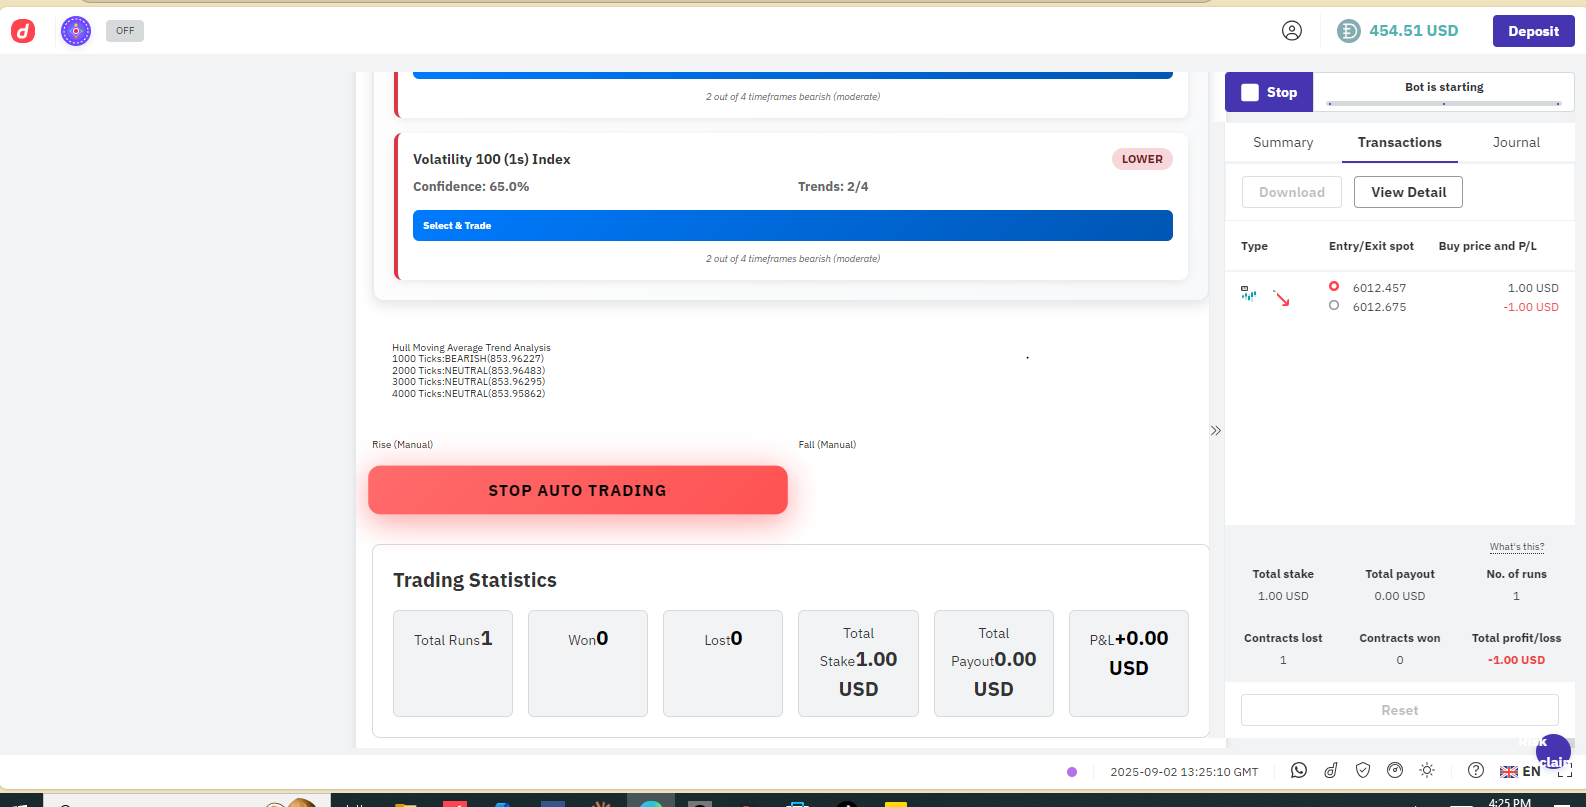 OFF
454.51 USD
Deposit
2 out of 4 timeframes bearish (moderate)
Volatility 100 (1s) Index
LOWER
Confidence: 65.0%
Trends: 2/4
Select & Trade
2 out of 4 timeframes bearish (moderate)
Hull Moving Average Trend Analysis
1000 Ticks:BEARISH(853.96227)
2000 Ticks:NEUTRAL(853.96483)
3000 Ticks:NEUTRAL(853.96295)
4000 Ticks:NEUTRAL(853.95862)
Rise (Manual)
Fall (Manual)
STOP AUTO TRADING
Trading Statistics
Total Runs1
Won0
Lost0
Total
Stake1.00
USD
Total
Payout0.00
USD
P&L+0.00
USD
Stop
Bot is starting
Summary
Transactions
Journal
Download
View Detail
Type
Entry/Exit spot
Buy price and P/L
6012.457
1.00 USD
6012.675
-1.00 USD
What's this?
Total stake
Total payout
No. of runs
1.00 USD
0.00 USD
1
Contracts lost
Contracts won
Total profit/loss
1
0
-1.00 USD
Reset
2025-09-02 13:25:10 GMT
EN
4:25 PM